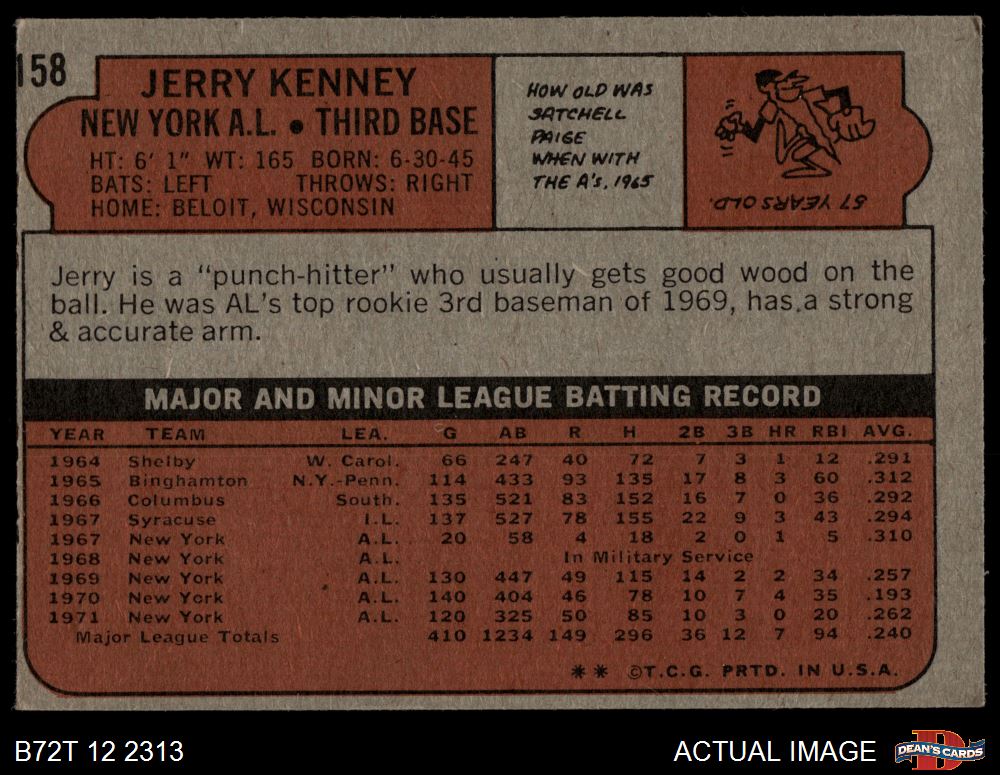 158
JERRY KENNEY
NEW YORK A.L. • THIRD BASE
HT: 6' 1" WT: 165 BORN: 6-30-45
BATS: LEFT THROWS: RIGHT
HOME: BELOIT, WISCONSIN
HOW OLD WAS
SATCHELL
PAIGE
WHEN WITH
THE A's, 1965
57 YEARS OLD.
Jerry is a "punch-hitter" who usually gets good wood on the
ball. He was AL's top rookie 3rd baseman of 1969, has a strong
& accurate arm.
MAJOR AND MINOR LEAGUE BATTING RECORD
YEAR TEAM LEA. G AB R H 2B 3B HR RBI AVG.
1964 Shelby W. Carol. 66 247 40 72 7 3 1 12 .291
1965 Binghamton N.Y.-Penn. 114 433 93 135 17 8 3 60 .312
1966 Columbus South. 135 521 83 152 16 7 0 36 .292
1967 Syracuse I.L. 137 527 78 155 22 9 3 43 .294
1967 New York A.L. 20 58 4 18 2 0 1 5 .310
1968 New York A.L. In Military Service
1969 New York A.L. 130 447 49 115 14 2 2 34 .257
1970 New York A.L. 140 404 46 78 10 7 4 35 .193
1971 New York A.L. 120 325 50 85 10 3 0 20 .262
Major League Totals 410 1234 149 296 36 12 7 94 .240
** ©T.C.G. PRTD. IN U.S.A.
B72T 12 2313
ACTUAL IMAGE
DEAN'S CARDS